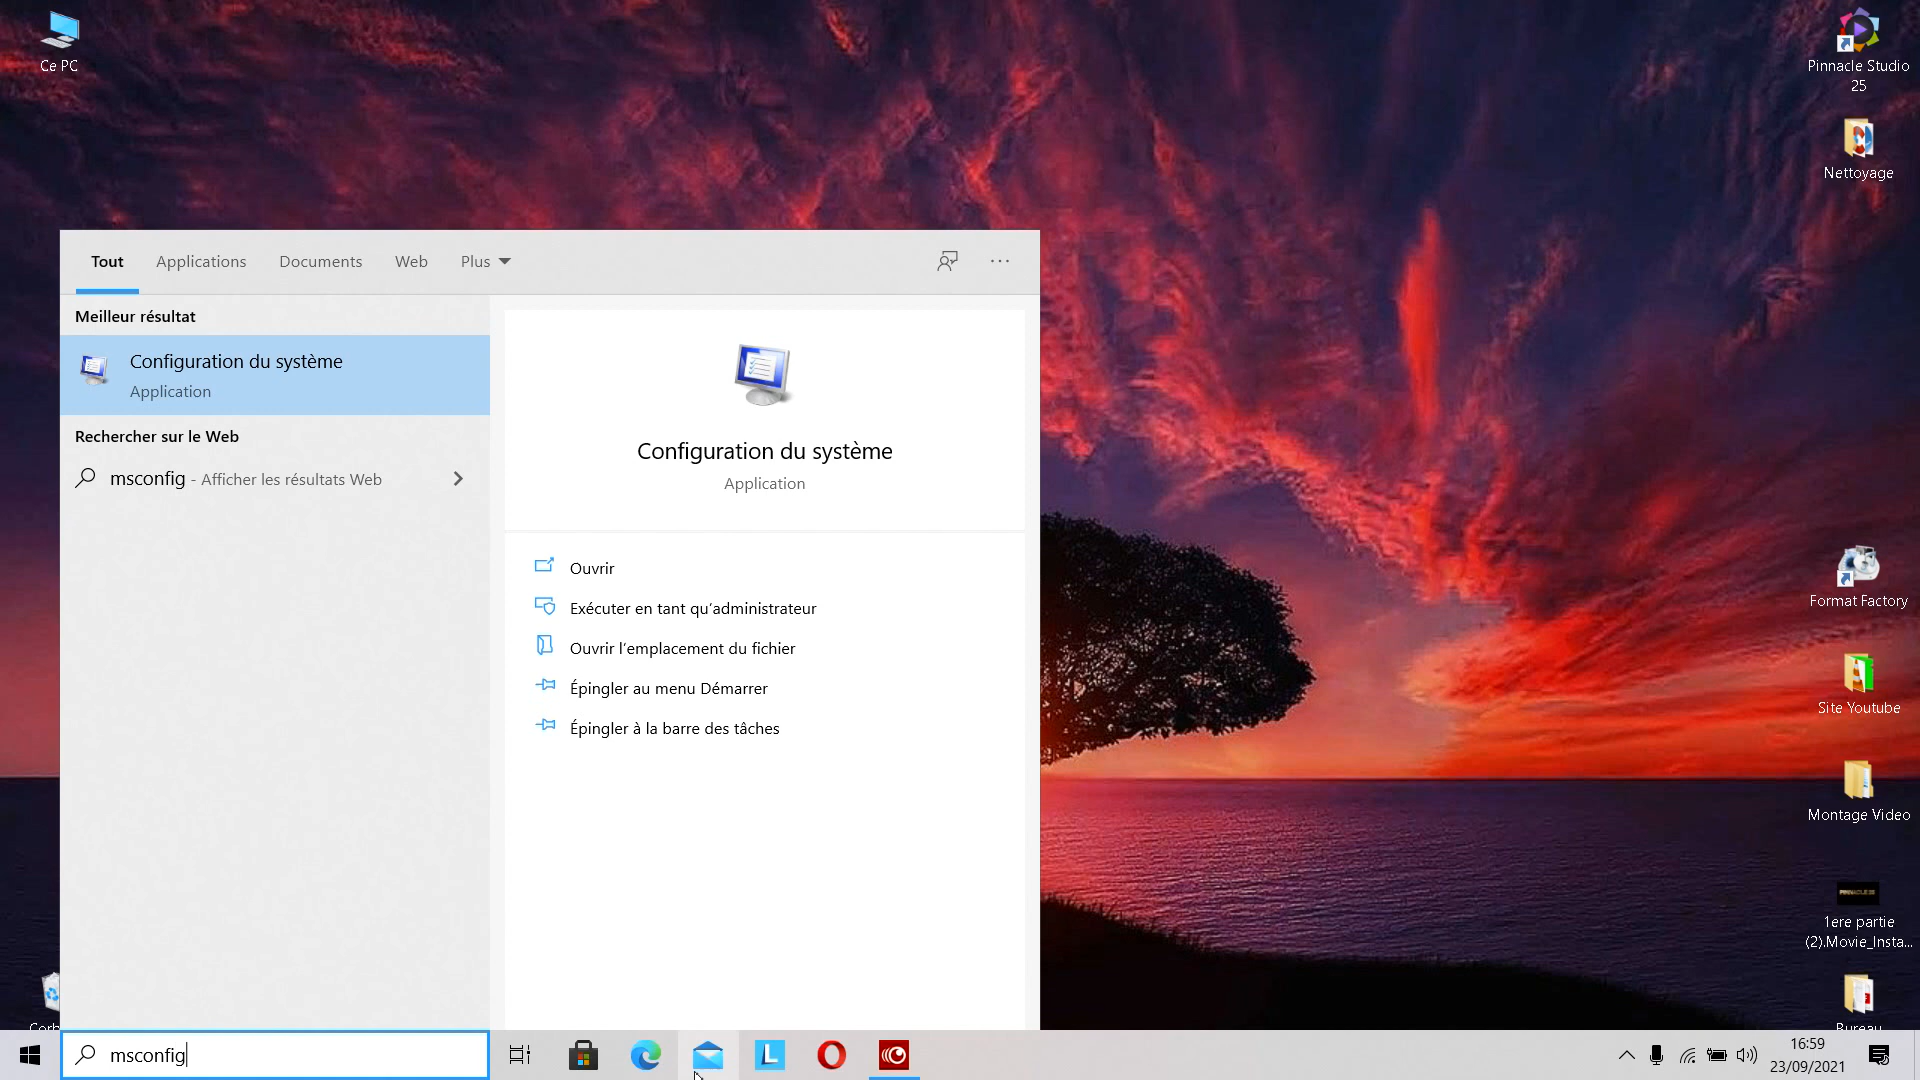 Ce PC
Pinnacle Studio
25
Nettoyage
Tout Applications Documents Web Plus
Meilleur résultat
Configuration du système
Application
Rechercher sur le Web
msconfig - Afficher les résultats Web
Configuration du système
Application
Ouvrir
Exécuter en tant qu’administrateur
Ouvrir l’emplacement du fichier
Épingler au menu Démarrer
Épingler à la barre des tâches
Format Factory
Site Youtube
Montage Video
1ere partie
(2).Movie_Insta...
Bureau
Corb
msconfig
16:59
23/09/2021